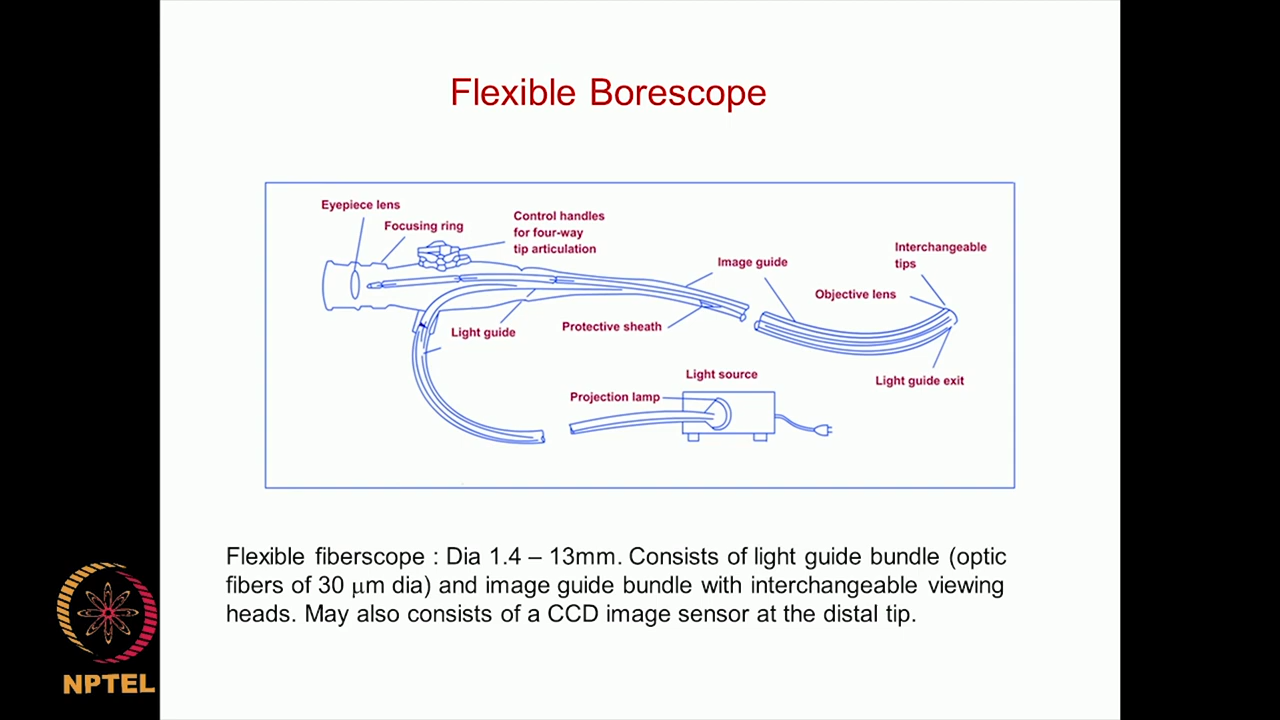 Flexible Borescope
Eyepiece lens
Focusing ring
Control handles
for four-way
tip articulation
Image guide
Interchangeable
tips
Objective lens
Light guide
Protective sheath
Light source
Light guide exit
Projection lamp
Flexible fiberscope : Dia 1.4 – 13mm. Consists of light guide bundle (optic
fibers of 30 μm dia) and image guide bundle with interchangeable viewing
heads. May also consists of a CCD image sensor at the distal tip.
NPTEL